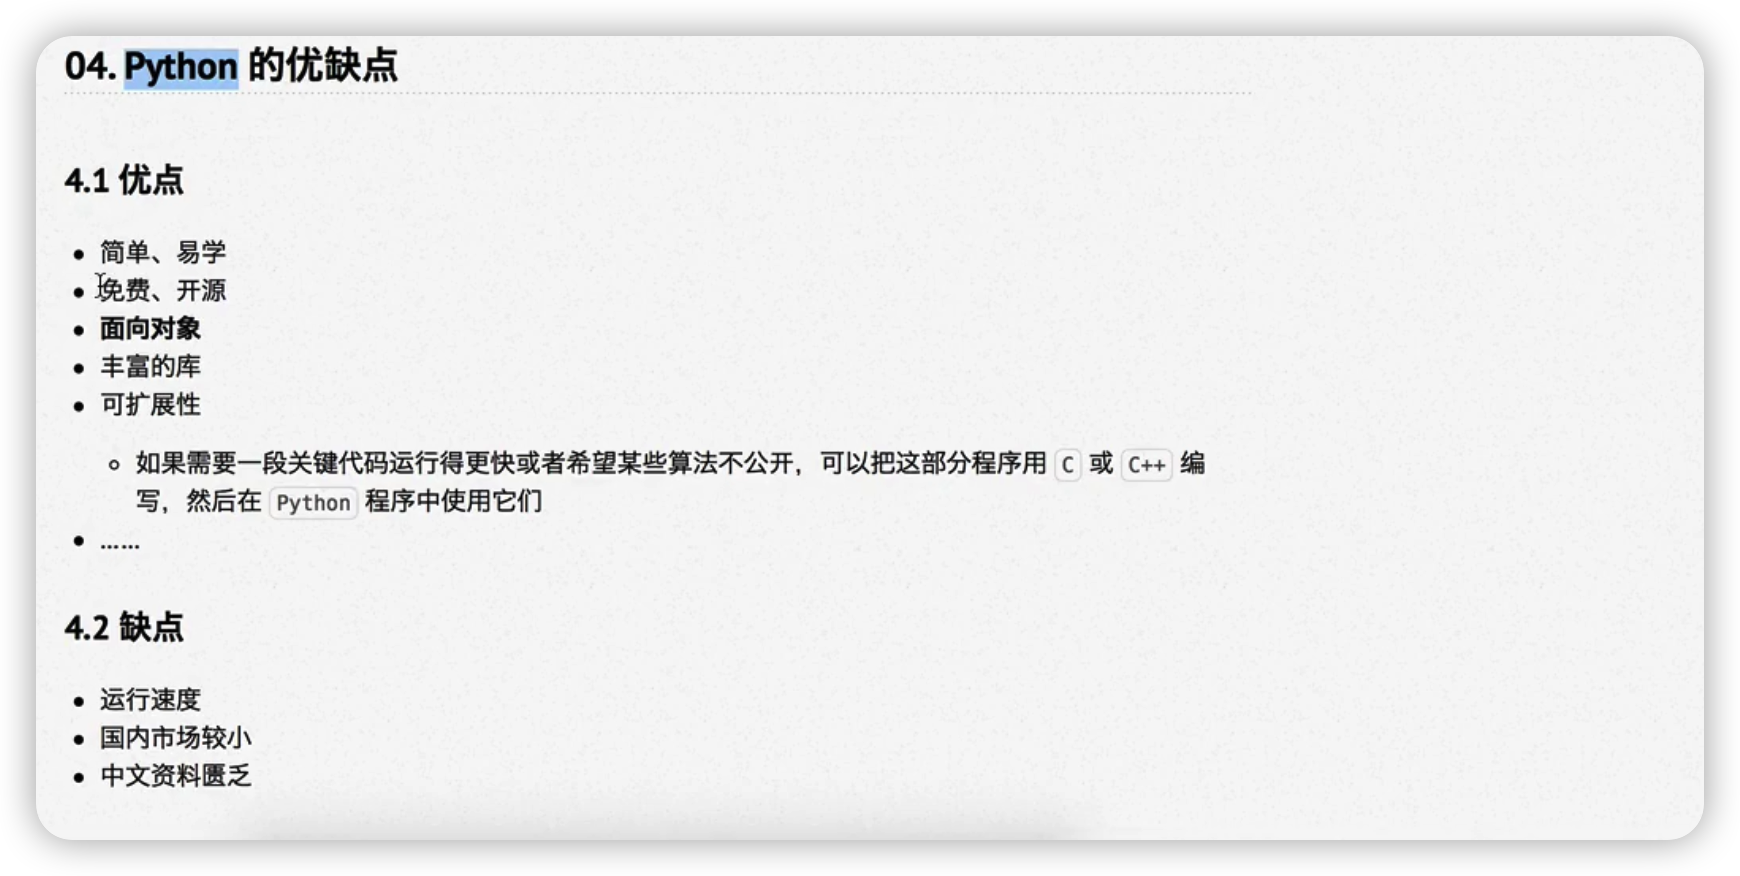 04. Python 的优缺点
4.1 优点
简单、易学
免费、开源
面向对象
丰富的库
可扩展性
如果需要一段关键代码运行得更快或者希望某些算法不公开，可以把这部分程序用 C 或 C++ 编
写，然后在 Python 程序中使用它们
……
4.2 缺点
运行速度
国内市场较小
中文资料匮乏